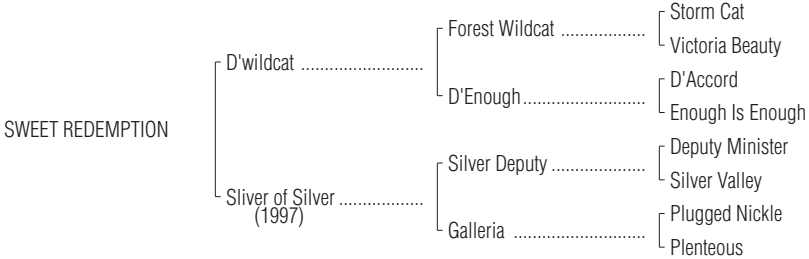 Storm Cat
Forest Wildcat ....................
Victoria Beauty
D'wildcat ..........................
D'Accord
D'Enough..........................
Enough Is Enough
SWEET REDEMPTION
Deputy Minister
Silver Deputy ....................
Silver Valley
Sliver of Silver ..................
(1997)
Plugged Nickle
Galleria ............................
Plenteous